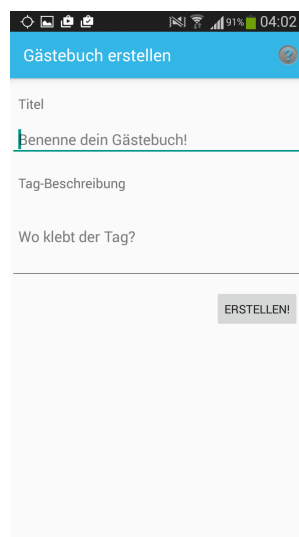 91% 04:02
Gästebuch erstellen ?
Titel
Benenne dein Gästebuch!
Tag-Beschreibung
Wo klebt der Tag?
ERSTELLEN!